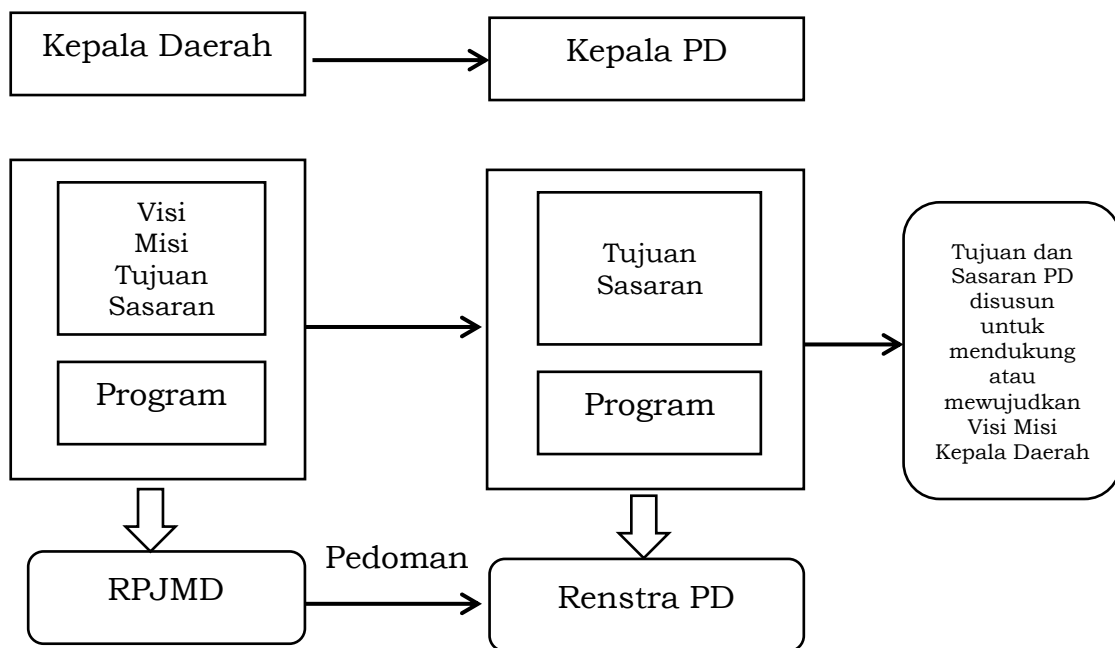 Kepala Daerah
Kepala PD
Visi
Misi
Tujuan
Sasaran
Program
Tujuan
Sasaran
Program
Tujuan dan
Sasaran PD
disusun
untuk
mendukung
atau
mewujudkan
Visi Misi
Kepala Daerah
RPJMD
Pedoman
Renstra PD